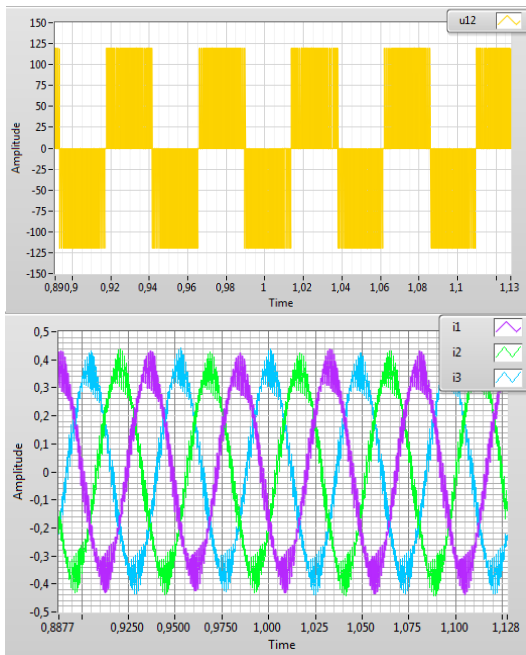 u12
150-
125-
100-
75-
50-
25-
0-
-25-
-50-
-75-
-100-
-125-
-150-
Amplitude
0,890,9 0,92 0,94 0,96 0,98 1 1,02 1,04 1,06 1,08 1,1 1,13
Time
i1
i2
i3
0,5-
0,4-
0,3-
0,2-
0,1-
0-
-0,1-
-0,2-
-0,3-
-0,4-
-0,5-
Amplitude
0,8877 0,9250 0,9500 0,9750 1,000 1,025 1,050 1,075 1,100 1,128
Time